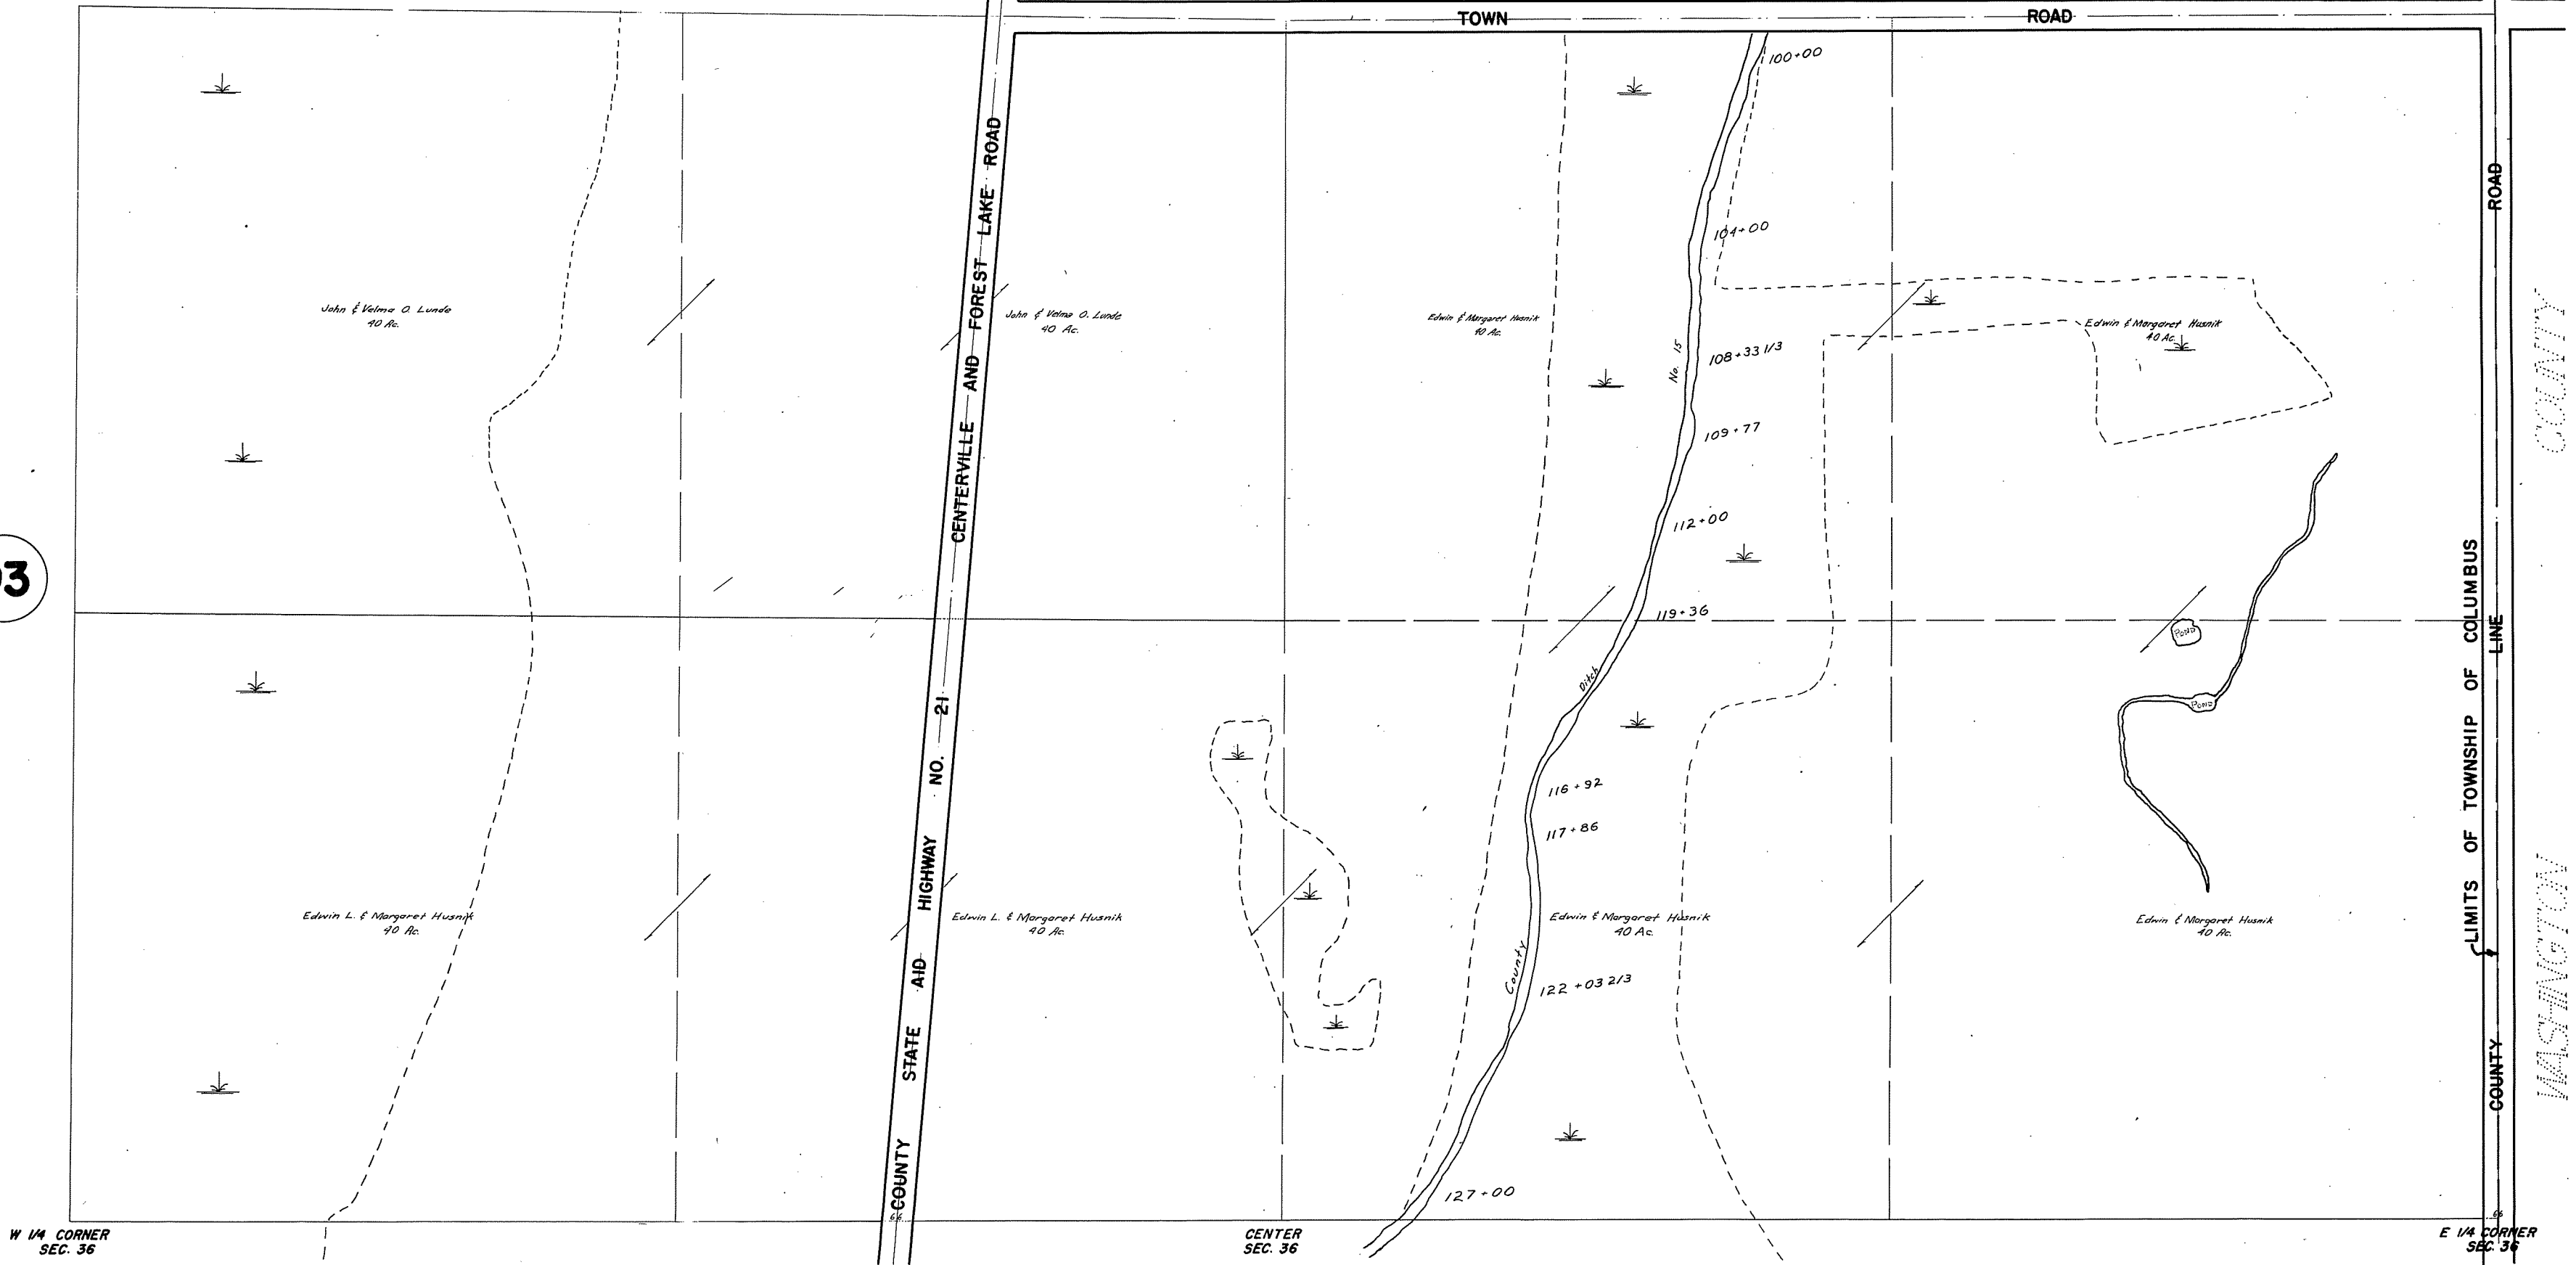 TOWN ROAD
100+00
104+00
John & Velma O. Lunde
40 Ac.
John & Velma O. Lunde
40 Ac.
Edwin & Margaret Husnik
40 Ac.
Edwin & Margaret Husnik
40 Ac.
108+33 1/3
109+77
112+00
119+36
116+92
117+86
122+03 2/3
127+00
County Ditch No. 15
POND
POND
Edwin L. & Margaret Husnik
40 Ac.
Edwin L. & Margaret Husnik
40 Ac.
Edwin & Margaret Husnik
40 Ac.
Edwin & Margaret Husnik
40 Ac.
COUNTY STATE AID HIGHWAY NO. 21
CENTERVILLE AND FOREST LAKE ROAD
LIMITS OF TOWNSHIP OF COLUMBUS
COUNTY LINE ROAD
WASHINGTON COUNTY
66
66
W 1/4 CORNER
SEC. 36
CENTER
SEC. 36
E 1/4 CORNER
SEC. 36